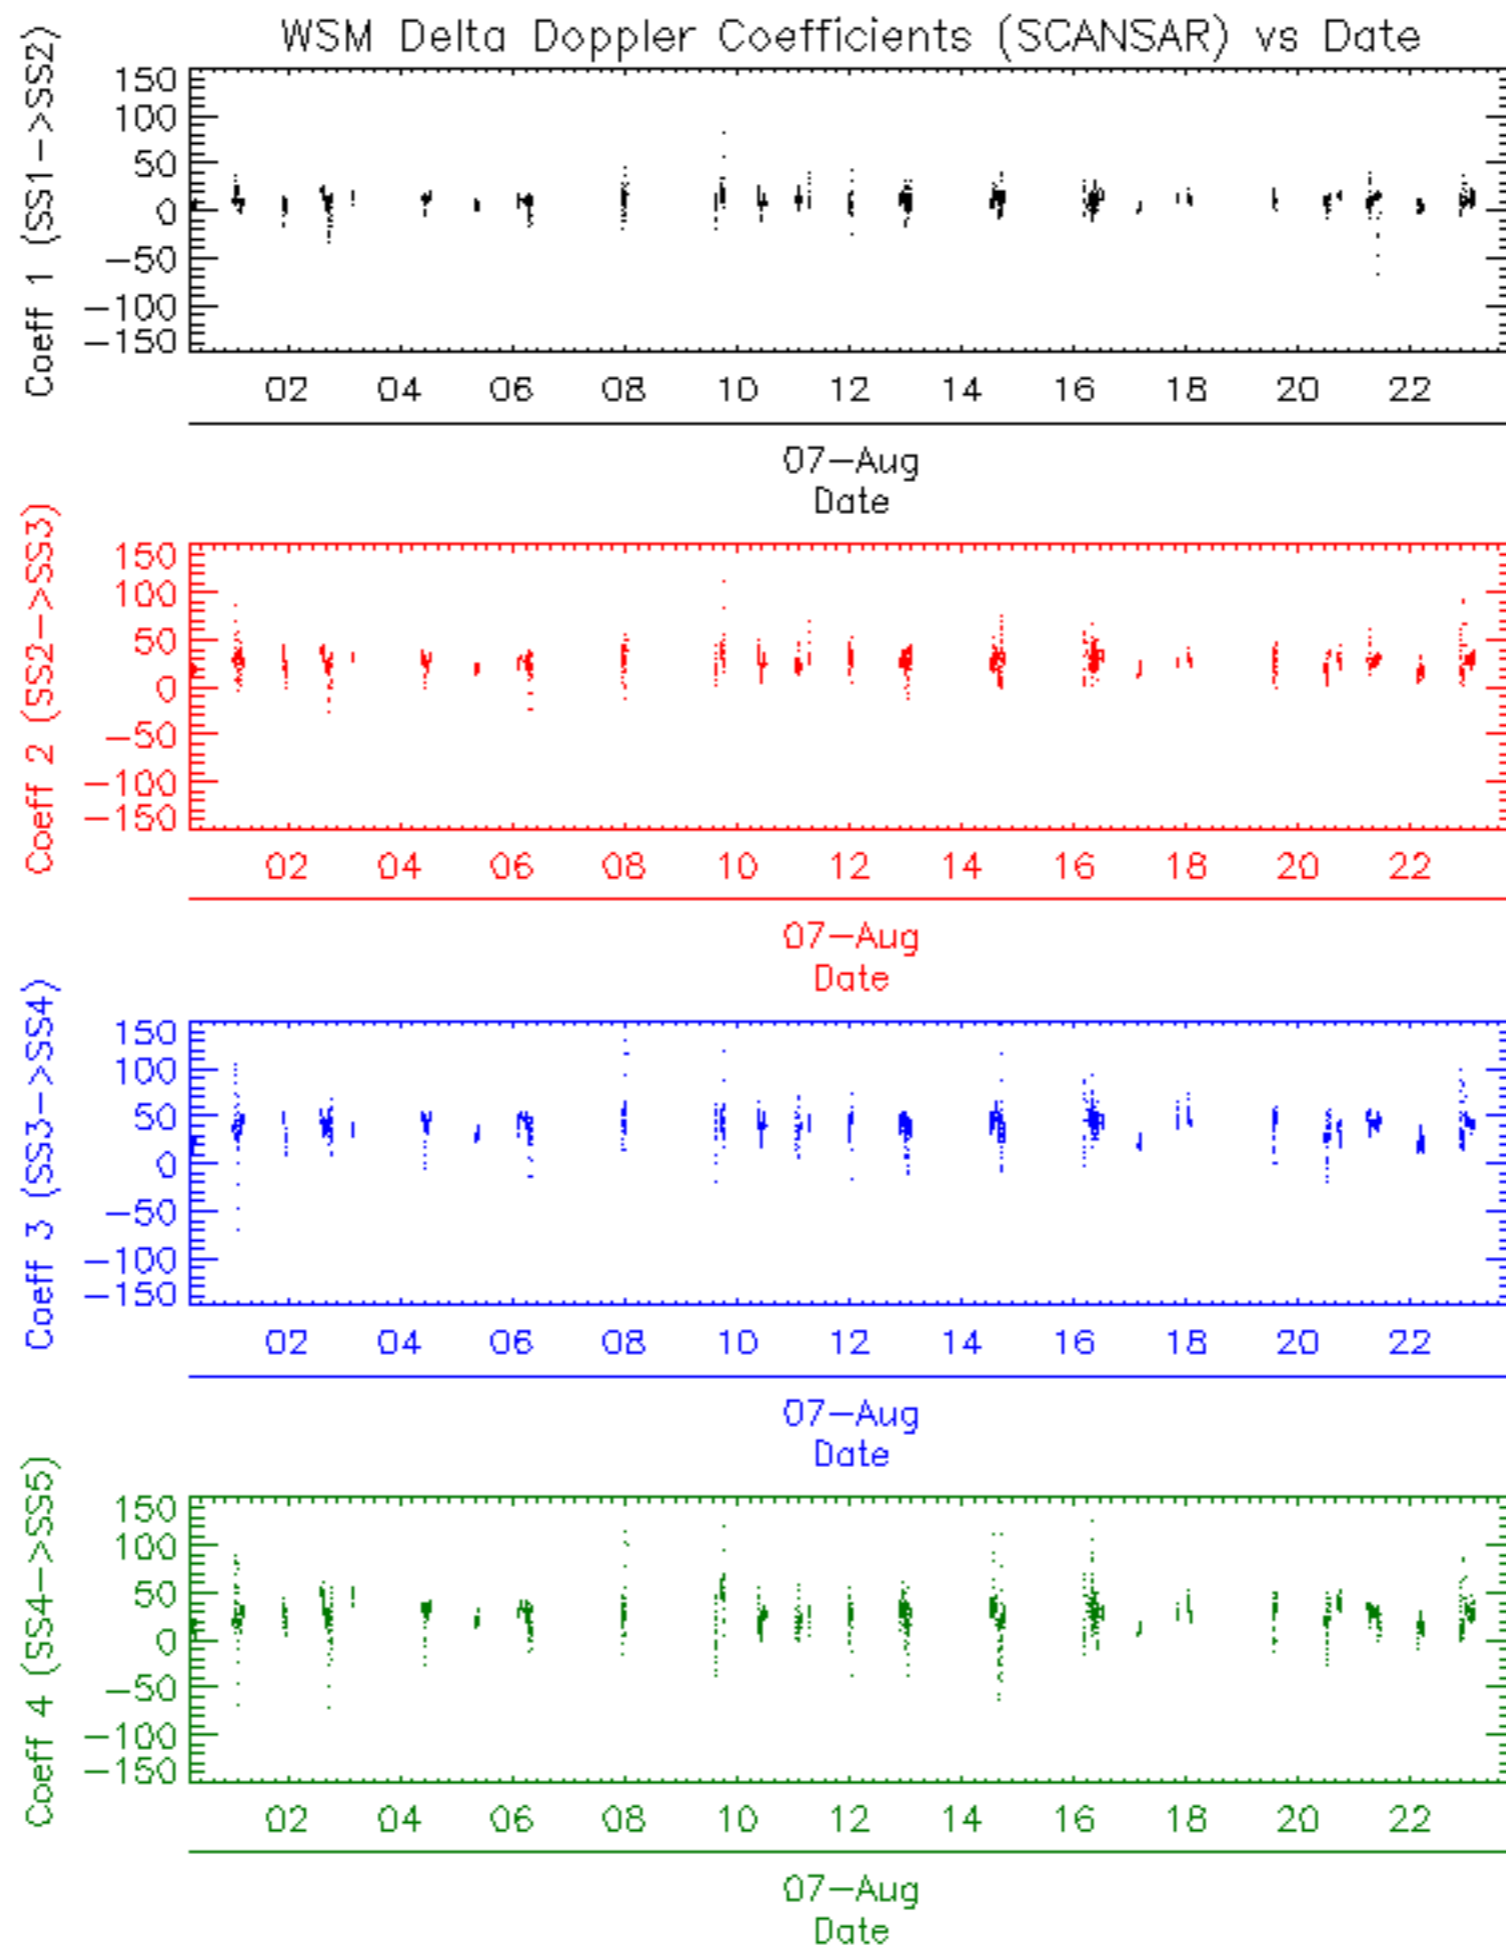 WSM Delta Doppler Coefficients (SCANSAR) vs Date
Coeff 1 (SS1->SS2)
150
100
50
0
-50
-100
-150
02 04 06 08 10 12 14 16 18 20 22
07-Aug
Date
Coeff 2 (SS2->SS3)
150
100
50
0
-50
-100
-150
02 04 06 08 10 12 14 16 18 20 22
07-Aug
Date
Coeff 3 (SS3->SS4)
150
100
50
0
-50
-100
-150
02 04 06 08 10 12 14 16 18 20 22
07-Aug
Date
Coeff 4 (SS4->SS5)
150
100
50
0
-50
-100
-150
02 04 06 08 10 12 14 16 18 20 22
07-Aug
Date